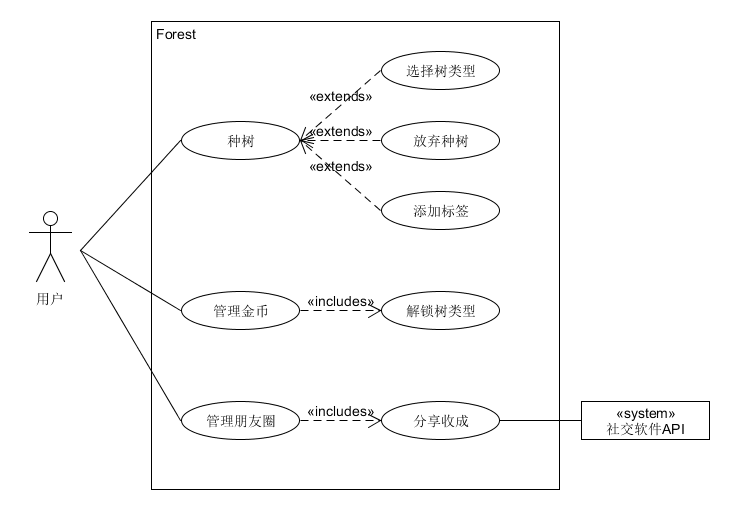 Forest
选择树类型
«extends»
种树
«extends»
放弃种树
«extends»
添加标签
用户
管理金币
«includes»
解锁树类型
管理朋友圈
«includes»
分享收成
«system»
社交软件API